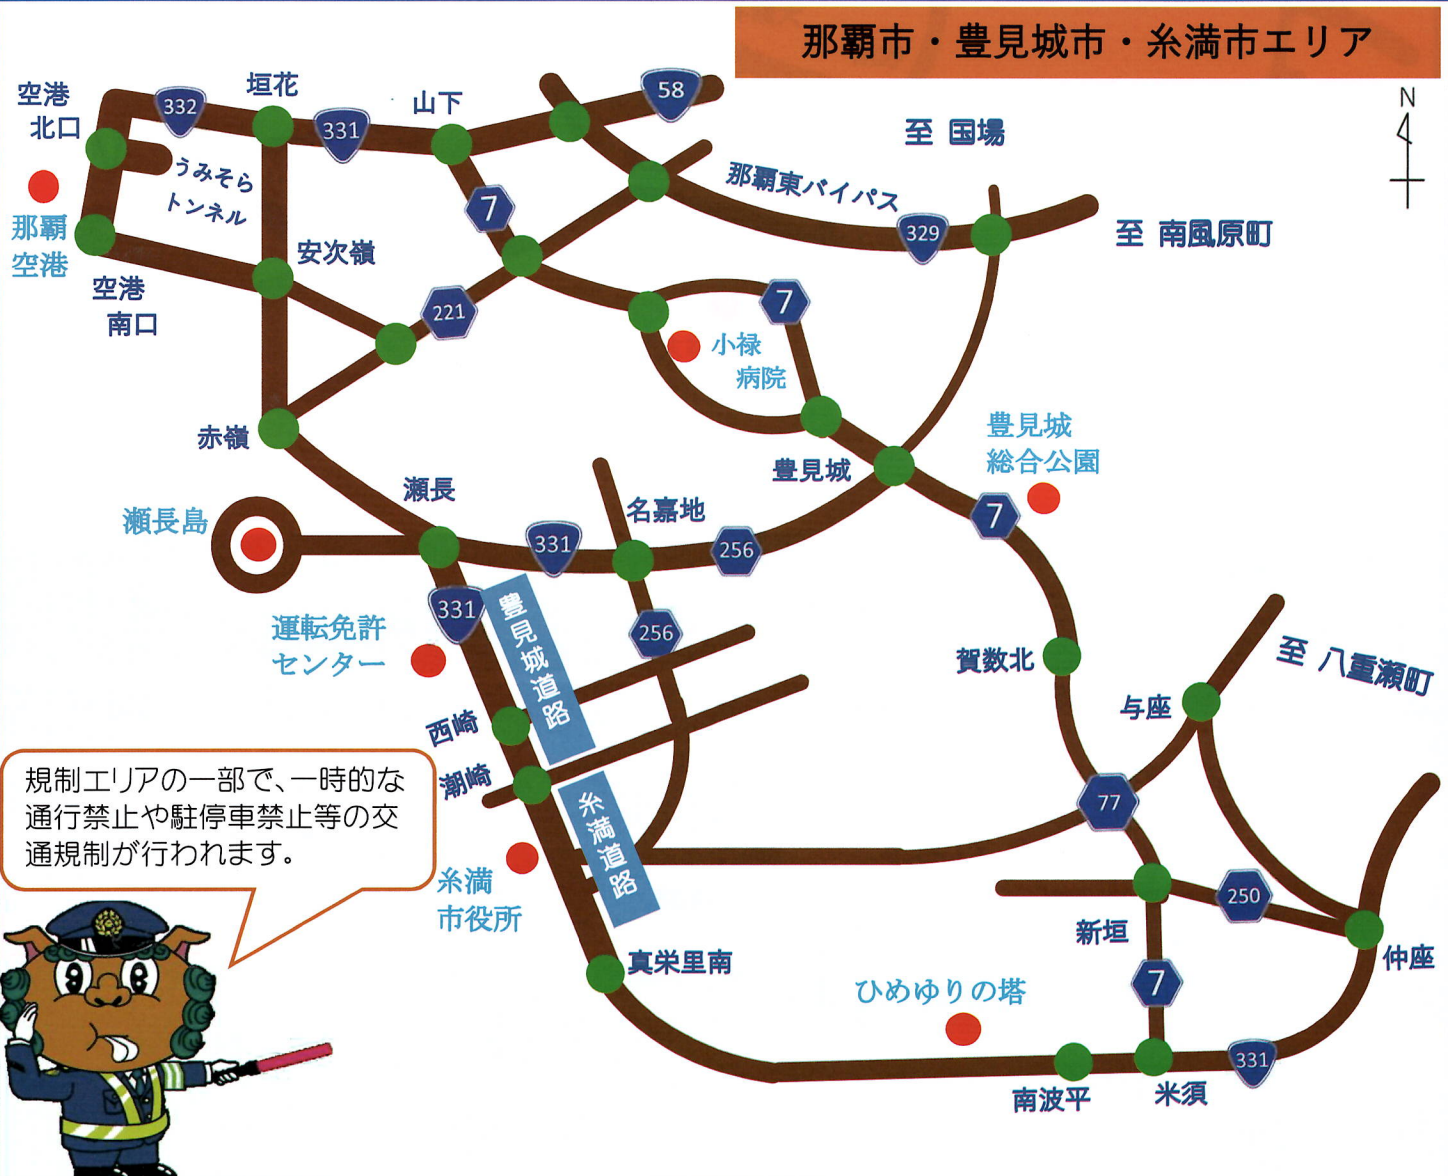 那覇市・豊見城市・糸満市エリア
N
空港
北口
332
垣花
331
山下
58
至 国場
うみそら
トンネル
那覇
空港
空港
南口
安次嶺
7
那覇東バイパス
329
至 南風原町
221
7
小禄
病院
赤嶺
豊見城
豊見城
総合公園
7
瀬長
瀬長島
331
名嘉地
256
331
豊見城道路
256
運転免許
センター
賀数北
至 八重瀬町
与座
西崎
潮崎
77
糸満道路
糸満
市役所
250
新垣
仲座
真栄里南
7
ひめゆりの塔
331
南波平
米須
規制エリアの一部で、一時的な
通行禁止や駐停車禁止等の交
通規制が行われます。